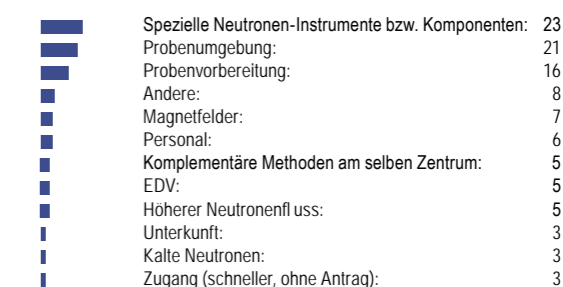 Spezielle Neutronen-Instrumente bzw. Komponenten: 23
Probenumgebung: 21
Probenvorbereitung: 16
Andere: 8
Magnetfelder: 7
Personal: 6
Komplementäre Methoden am selben Zentrum: 5
EDV: 5
Höherer Neutronenfl uss: 5
Unterkunft: 3
Kalte Neutronen: 3
Zugang (schneller, ohne Antrag): 3